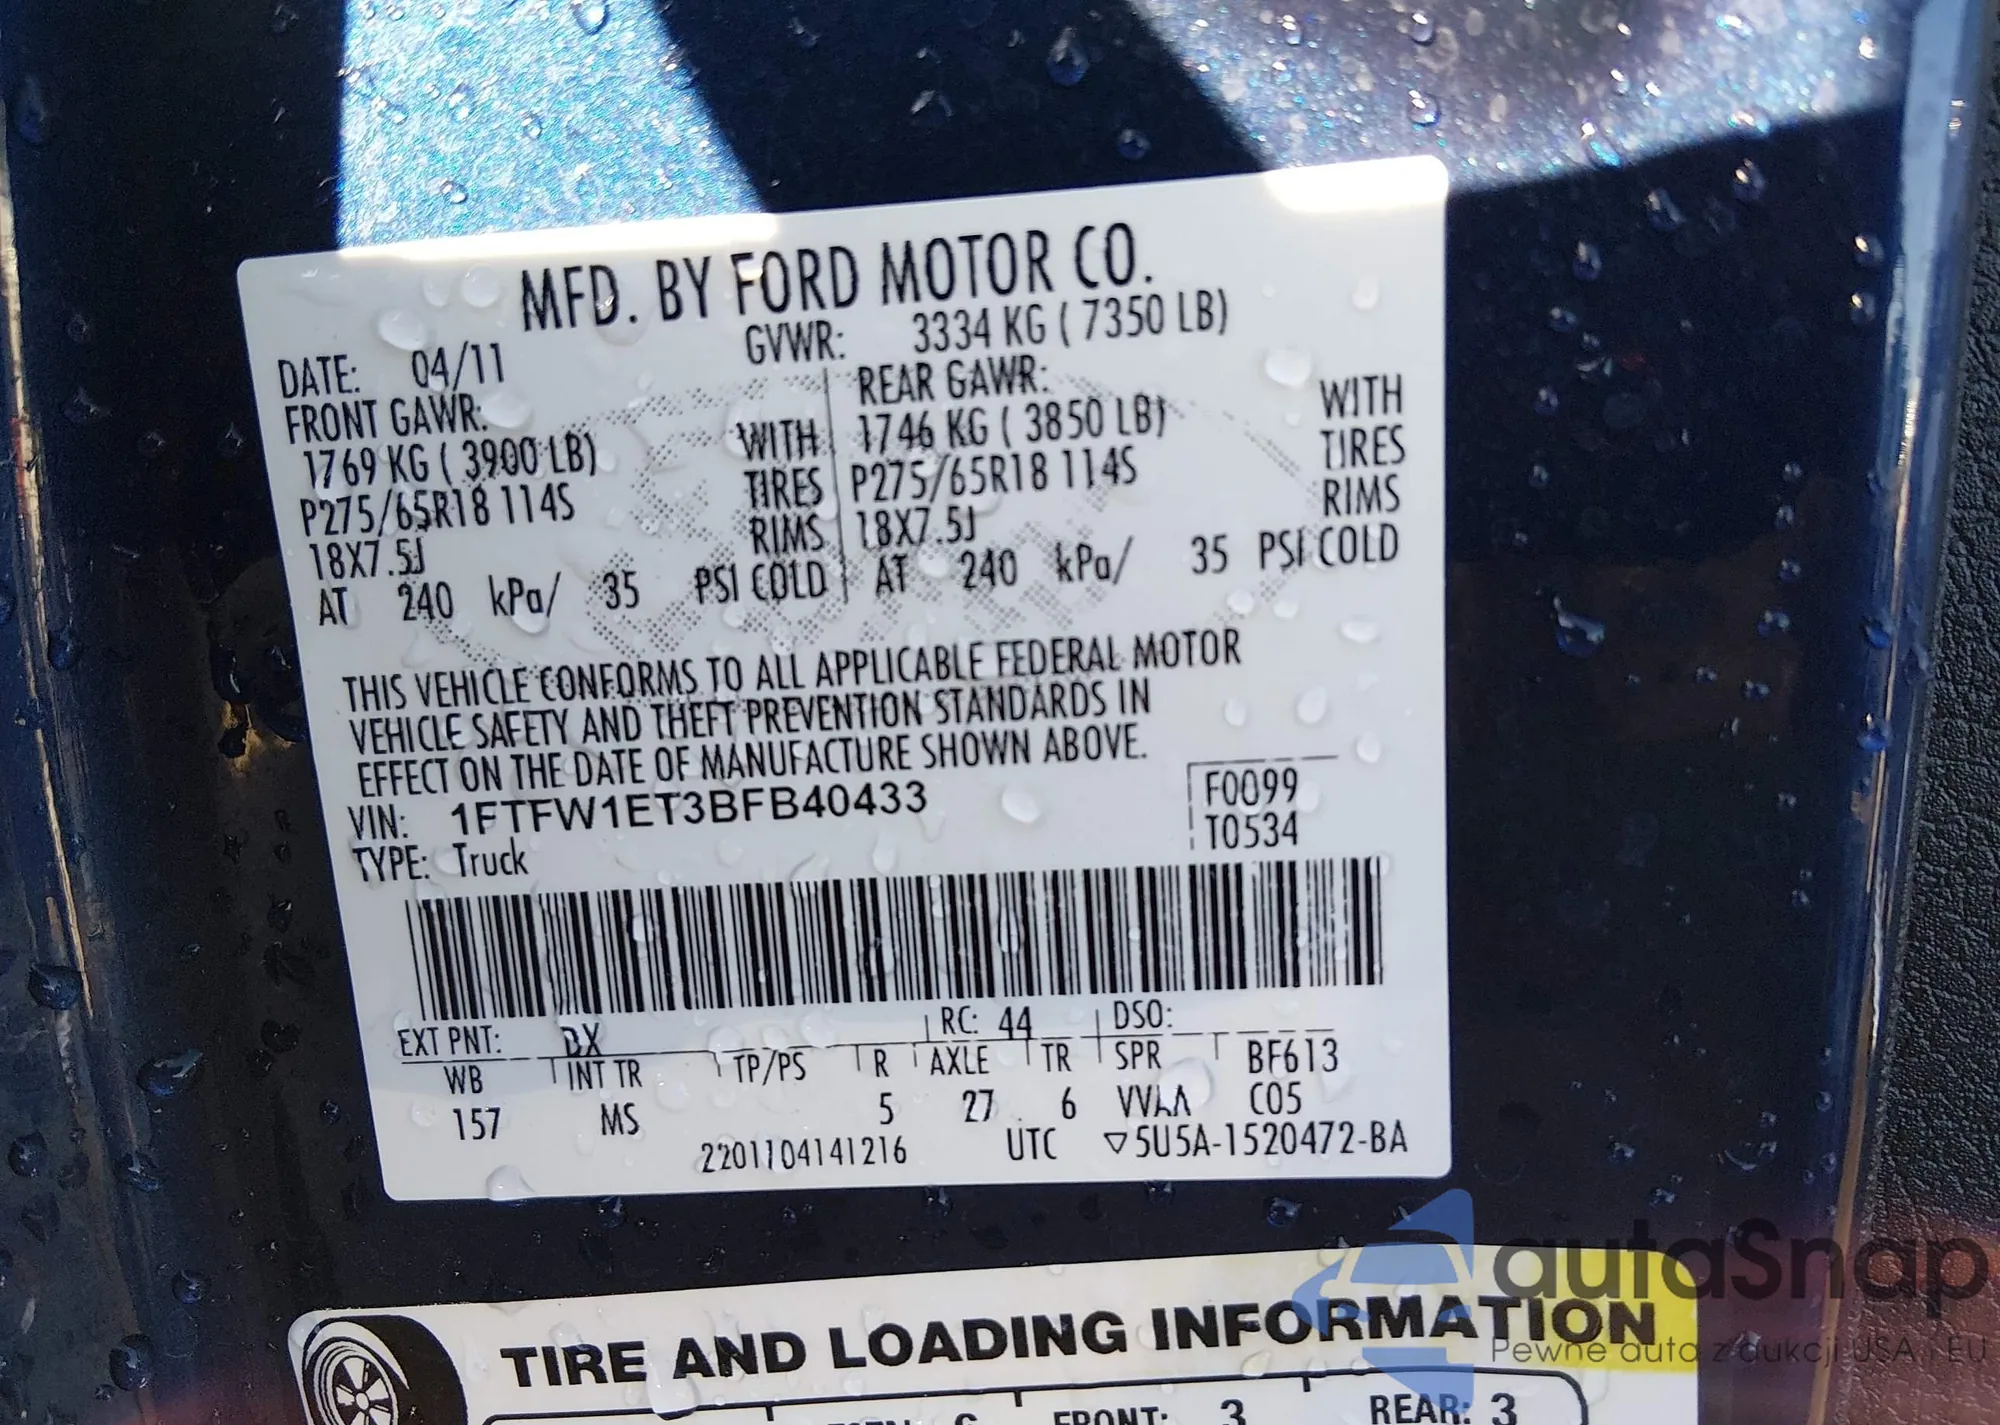 MFD. BY FORD MOTOR CO.
DATE: 04/11 GVWR: 3334 KG ( 7350 LB)
FRONT GAWR: REAR GAWR:
1769 KG ( 3900 LB) WITH 1746 KG ( 3850 LB) WITH
P275/65R18 114S TIRES P275/65R18 114S TIRES
18X7.5J RIMS 18X7.5J RIMS
AT 240 kPa/ 35 PSI COLD AT 240 kPa/ 35 PSI COLD
THIS VEHICLE CONFORMS TO ALL APPLICABLE FEDERAL MOTOR
VEHICLE SAFETY AND THEFT PREVENTION STANDARDS IN
EFFECT ON THE DATE OF MANUFACTURE SHOWN ABOVE.
VIN: 1FTFW1ET3BFB40433 F0099
TYPE: Truck T0534
EXT PNT: DX RC: 44 DSO:
WB INT TR TP/PS R AXLE TR SPR BF613
157 MS 5 27 6 VVAA C05
2201104141216 UTC ▽5U5A-1520472-BA
TIRE AND LOADING INFORMATION
FRONT: 3 REAR: 3
autaSnap
Pewne auta z aukcji USA i EU